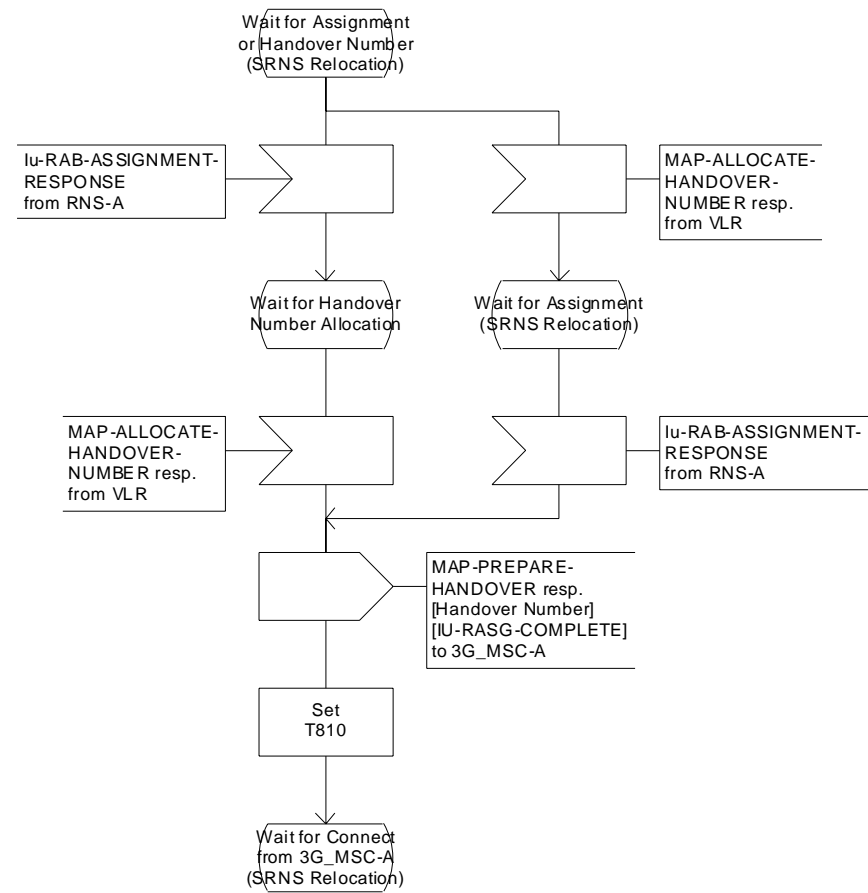 Wait for Assignment
or Handover Number
(SRNS Relocation)
Iu-RAB-ASSIGNMENT-
RESPONSE
from RNS-A
MAP-ALLOCATE-
HANDOVER-
NUMBER resp.
from VLR
Wait for Handover
Number Allocation
Wait for Assignment
(SRNS Relocation)
MAP-ALLOCATE-
HANDOVER-
NUMBER resp.
from VLR
Iu-RAB-ASSIGNMENT-
RESPONSE
from RNS-A
MAP-PREPARE-
HANDOVER resp.
[Handover Number]
[IU-RASG-COMPLETE]
to 3G_MSC-A
Set
T810
Wait for Connect
from 3G_MSC-A
(SRNS Relocation)